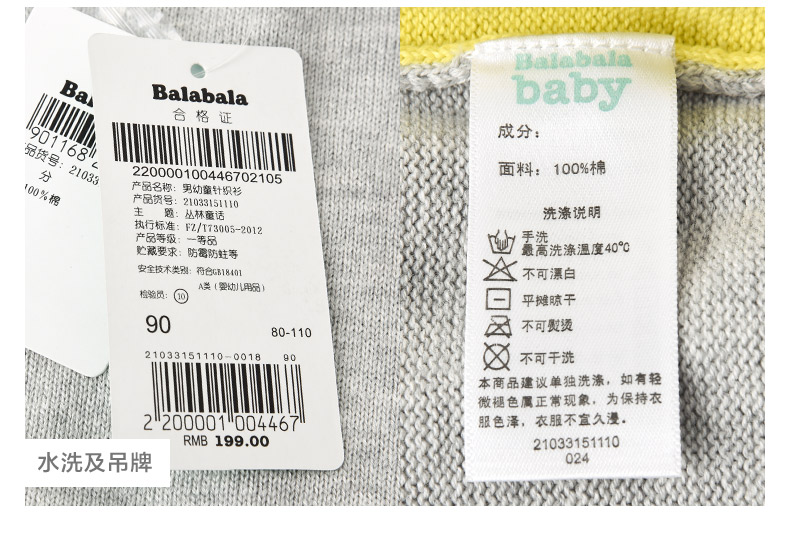 Balabala
合格证
220000100446702105
产品名称: 男幼童针织衫
产品货号: 21033151110
主 题: 丛林童话
执行标准: FZ/T73005-2012
产品等级: 一等品
贮藏要求: 防霉防蛀等
安全技术类别: 符合GB18401
A类(婴幼儿用品)
检验员: 10
90
80-110
21033151110-0018 90
2 200001 004467
RMB 199.00
Bal
901168
品货号: 21033
分
100%棉
水洗及吊牌
Balabala
baby
成分:
面料: 100%棉
洗涤说明
手洗
最高洗涤温度40℃
不可漂白
平摊晾干
不可熨烫
不可干洗
本商品建议单独洗涤，如有轻
微褪色属正常现象，为保持衣
服色泽，衣服不宜久漫。
21033151110
024